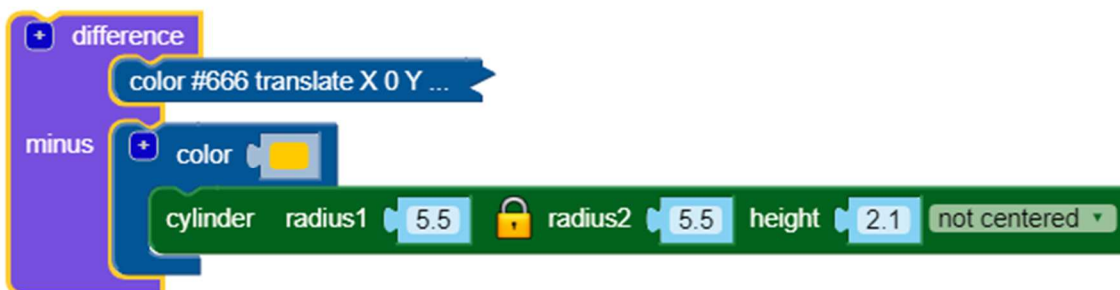 + difference
color #666 translate X 0 Y ...
minus + color
cylinder radius1 5.5 radius2 5.5 height 2.1 not centered